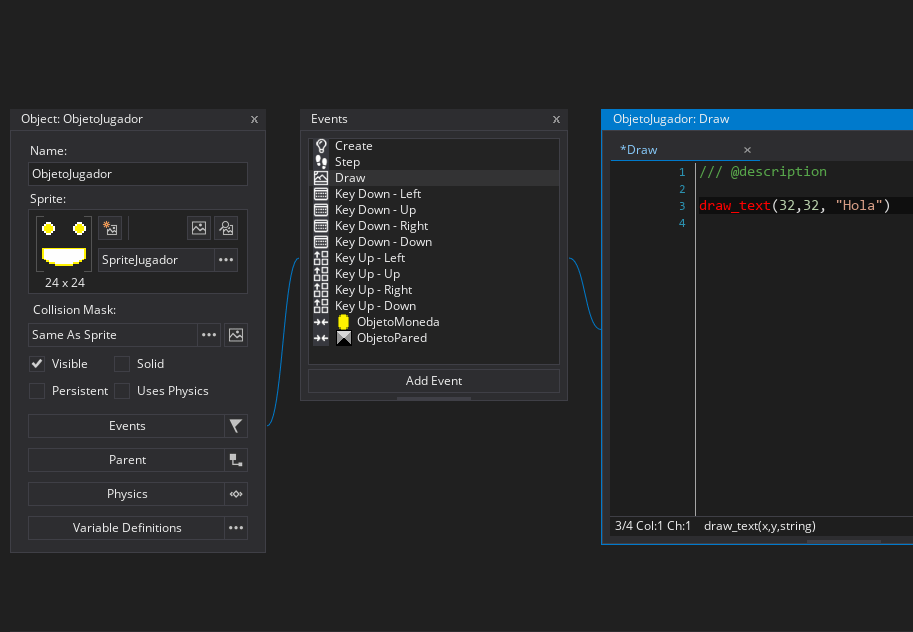 Object: ObjetoJugador x
Name:
ObjetoJugador
Sprite:
SpriteJugador
24 x 24
Collision Mask:
Same As Sprite
Visible Solid
Persistent Uses Physics
Events
Parent
Physics
Variable Definitions
Events x
Create
Step
Draw
Key Down - Left
Key Down - Up
Key Down - Right
Key Down - Down
Key Up - Left
Key Up - Up
Key Up - Right
Key Up - Down
ObjetoMoneda
ObjetoPared
Add Event
ObjetoJugador: Draw
*Draw ×
1 /// @description
2
3 draw_text(32,32, "Hola")
4
3/4 Col:1 Ch:1 draw_text(x,y,string)